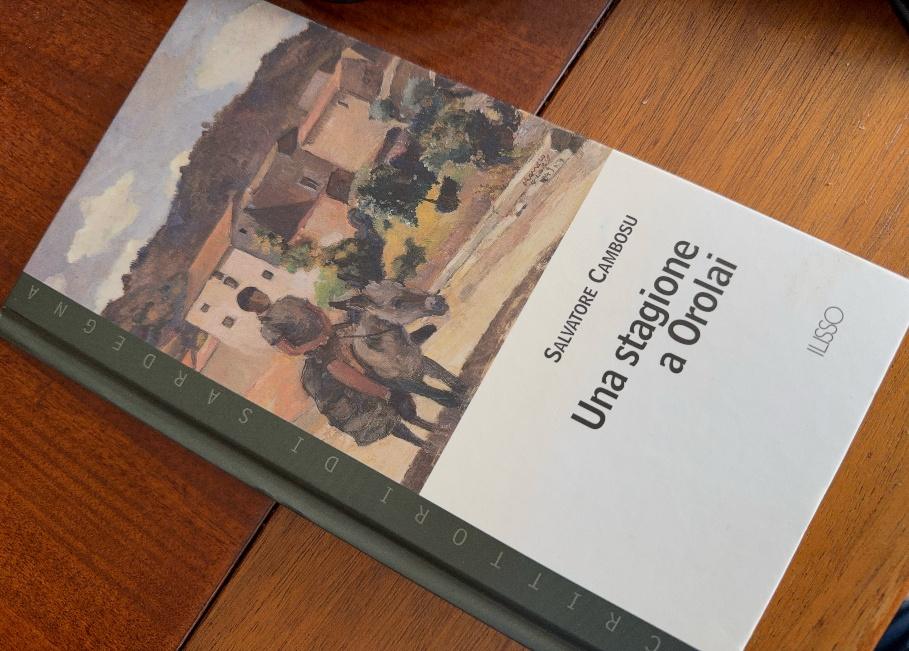 SALVATORE CAMBOSU
Una stagione
a Orolai
ILISSO
CRITTORI DI SARDEGNA